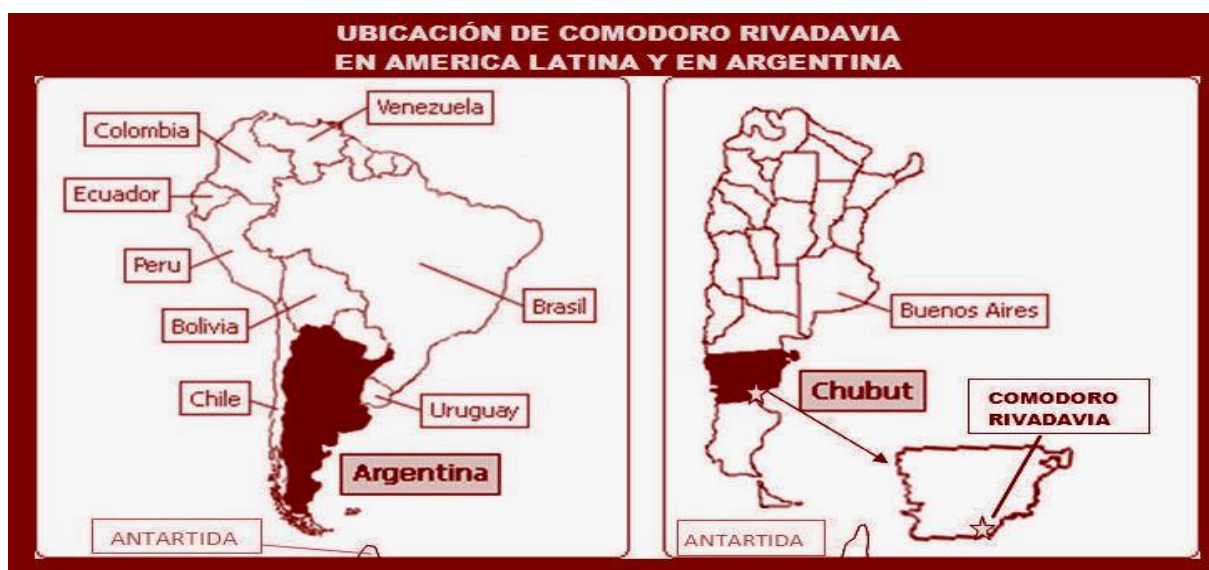 UBICACIÓN DE COMODORO RIVADAVIA
EN AMERICA LATINA Y EN ARGENTINA
Venezuela
Colombia
Ecuador
Peru
Brasil
Bolivia
Chile
Uruguay
Argentina
ANTARTIDA
Buenos Aires
Chubut
COMODORO
RIVADAVIA
ANTARTIDA